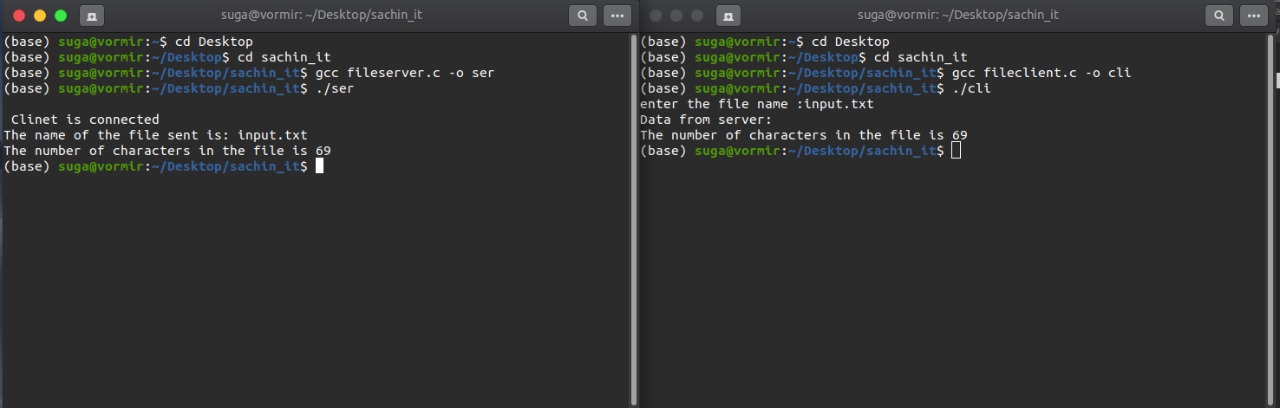 suga@vormir: ~/Desktop/sachin_it
(base) suga@vormir:~$ cd Desktop
(base) suga@vormir:~/Desktop$ cd sachin_it
(base) suga@vormir:~/Desktop/sachin_it$ gcc fileserver.c -o ser
(base) suga@vormir:~/Desktop/sachin_it$ ./ser
Clinet is connected
The name of the file sent is: input.txt
The number of characters in the file is 69
(base) suga@vormir:~/Desktop/sachin_it$
suga@vormir: ~/Desktop/sachin_it
(base) suga@vormir:~$ cd Desktop
(base) suga@vormir:~/Desktop$ cd sachin_it
(base) suga@vormir:~/Desktop/sachin_it$ gcc fileclient.c -o cli
(base) suga@vormir:~/Desktop/sachin_it$ ./cli
enter the file name :input.txt
Data from server:
The number of characters in the file is 69
(base) suga@vormir:~/Desktop/sachin_it$